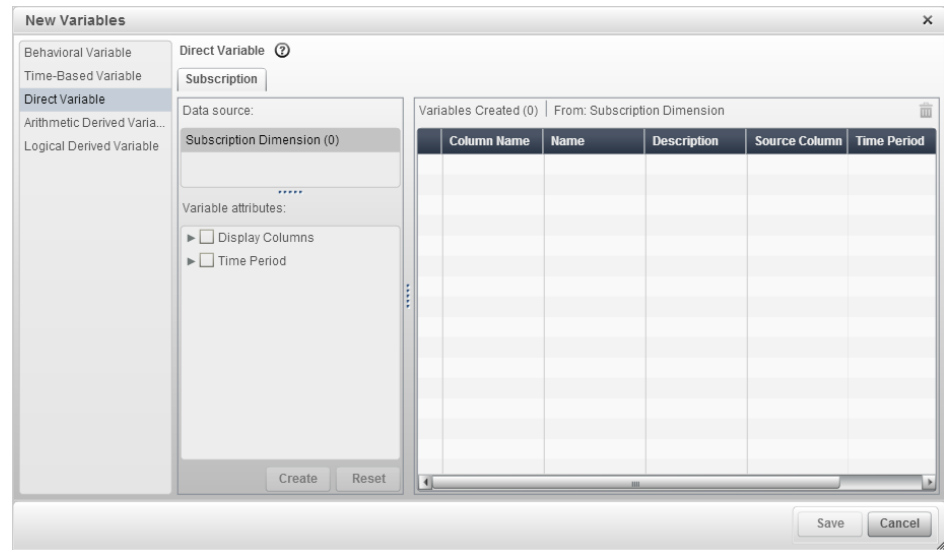 New Variables
Behavioral Variable
Time-Based Variable
Direct Variable
Arithmetic Derived Varia...
Logical Derived Variable
Direct Variable
Subscription
Data source:
Subscription Dimension (0)
Variable attributes:
Display Columns
Time Period
Create Reset
Variables Created (0) | From: Subscription Dimension
Column Name Name Description Source Column Time Period
Save Cancel